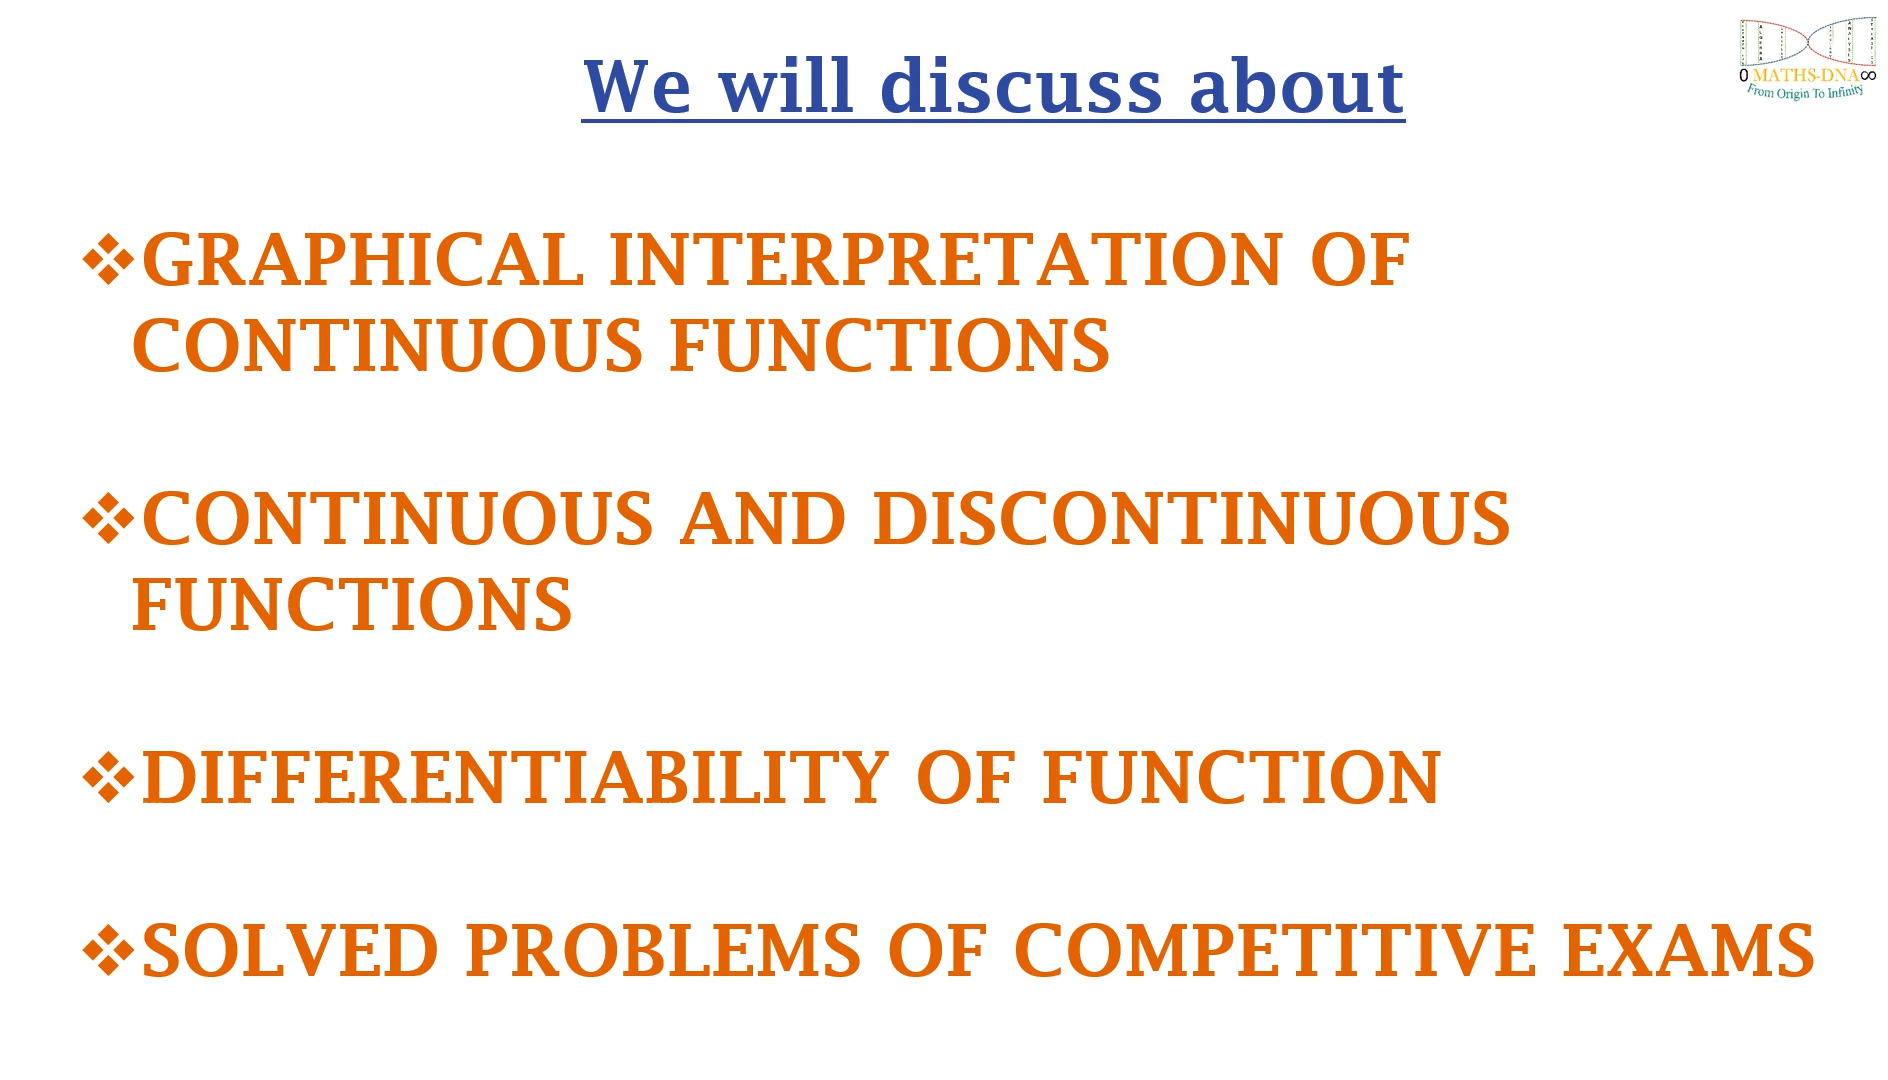 We will discuss about
0 MATHS-DNA∞
From Origin To Infinity
❖GRAPHICAL INTERPRETATION OF
CONTINUOUS FUNCTIONS
❖CONTINUOUS AND DISCONTINUOUS
FUNCTIONS
❖DIFFERENTIABILITY OF FUNCTION
❖SOLVED PROBLEMS OF COMPETITIVE EXAMS